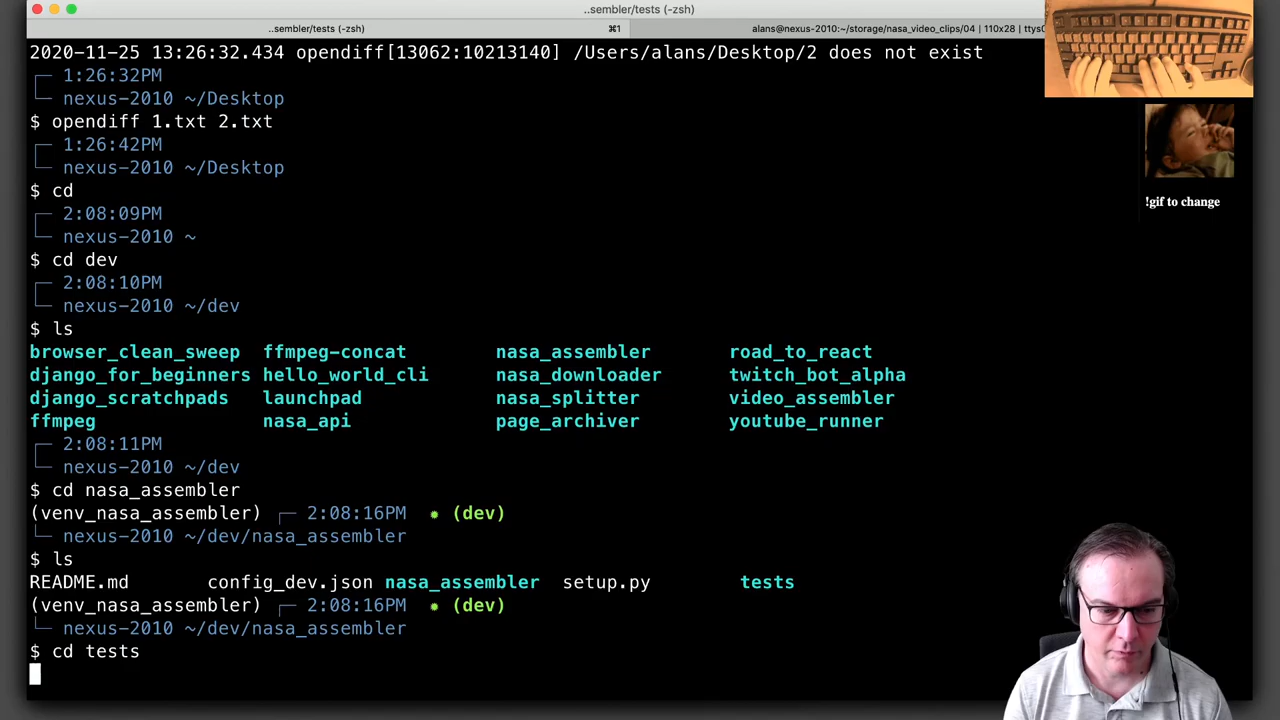 ..sembler/tests (-zsh)
..sembler/tests (-zsh) ⌘1 alans@nexus-2010:~/storage/nasa_video_clips/04 | 110x28 | ttys0
2020-11-25 13:26:32.434 opendiff[13062:10213140] /Users/alans/Desktop/2 does not exist
┌─ 1:26:32PM
└─ nexus-2010 ~/Desktop
$ opendiff 1.txt 2.txt
┌─ 1:26:42PM
└─ nexus-2010 ~/Desktop
$ cd
┌─ 2:08:09PM
└─ nexus-2010 ~
$ cd dev
┌─ 2:08:10PM
└─ nexus-2010 ~/dev
$ ls
browser_clean_sweep ffmpeg-concat nasa_assembler road_to_react
django_for_beginners hello_world_cli nasa_downloader twitch_bot_alpha
django_scratchpads launchpad nasa_splitter video_assembler
ffmpeg nasa_api page_archiver youtube_runner
┌─ 2:08:11PM
└─ nexus-2010 ~/dev
$ cd nasa_assembler
(venv_nasa_assembler) ┌─ 2:08:16PM ✹ (dev)
└─ nexus-2010 ~/dev/nasa_assembler
$ ls
README.md config_dev.json nasa_assembler setup.py tests
(venv_nasa_assembler) ┌─ 2:08:16PM ✹ (dev)
└─ nexus-2010 ~/dev/nasa_assembler
$ cd tests
!gif to change